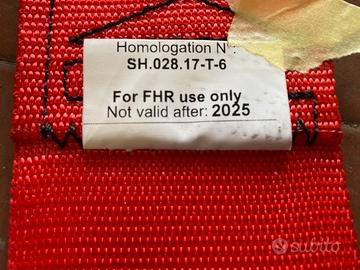 Homologation N°:
SH.028.17-T-6
For FHR use only
Not valid after: 2025
subito